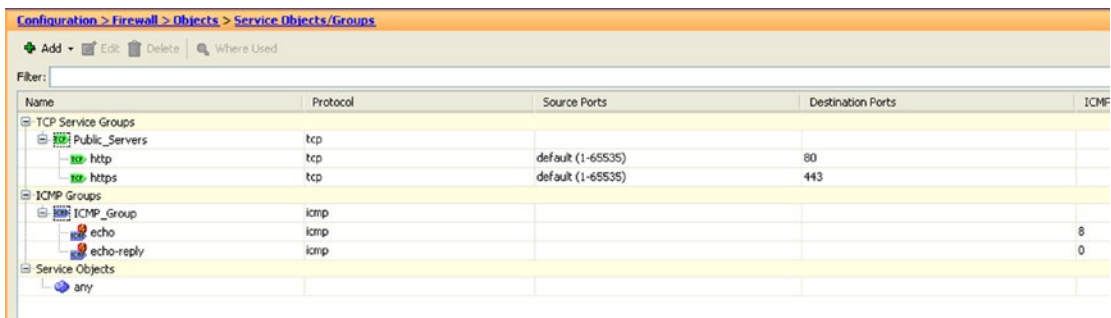 Configuration > Firewall > Objects > Service Objects/Groups
Add Edit Delete Where Used
Filter:
Name Protocol Source Ports Destination Ports ICMP
TCP Service Groups
Public_Servers tcp
http tcp default (1-65535) 80
https tcp default (1-65535) 443
ICMP Groups
ICMP_Group icmp
echo icmp 8
echo-reply icmp 0
Service Objects
any